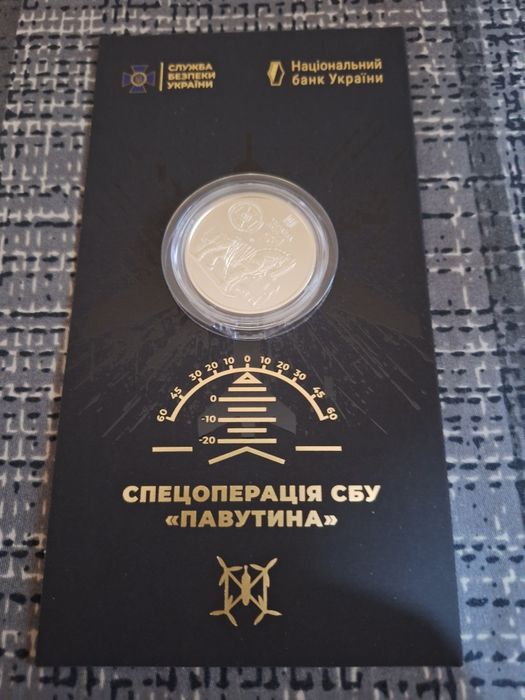 СЛУЖБА
БЕЗПЕКИ
УКРАЇНИ
Національний
банк України
60 45 30 20 10 0 10 20 30 45 60
0
-10
-20
СПЕЦОПЕРАЦІЯ СБУ
«ПАВУТИНА»